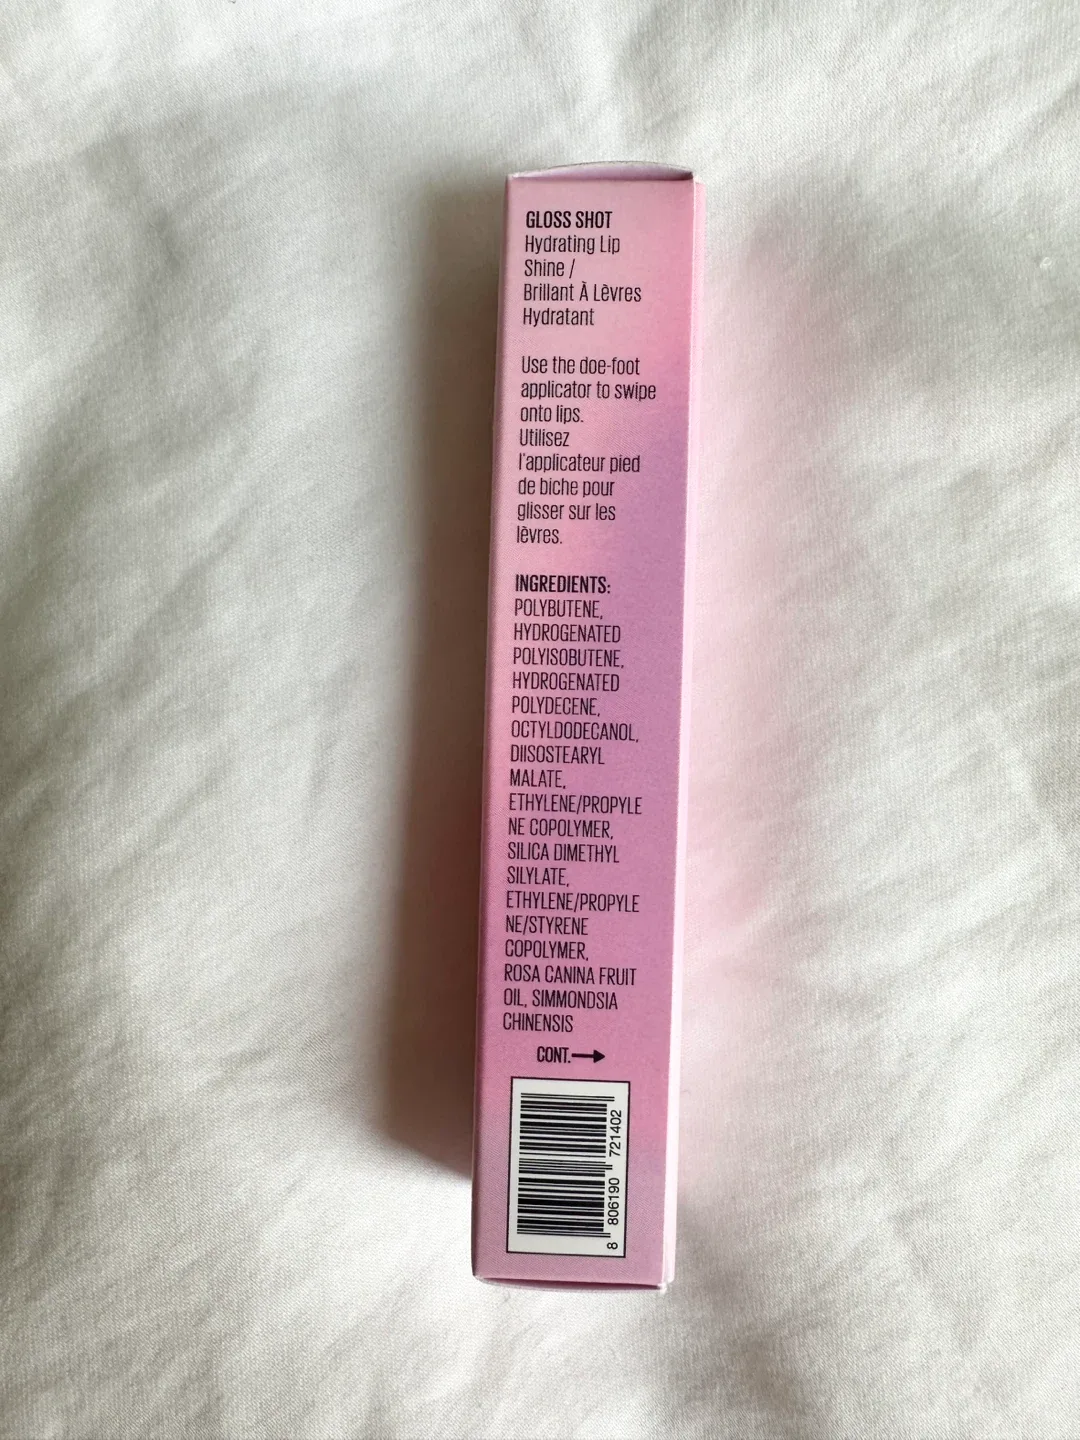 GLOSS SHOT
Hydrating Lip
Shine /
Brillant À Lèvres
Hydratant
Use the doe-foot
applicator to swipe
onto lips.
Utilisez
l'applicateur pied
de biche pour
glisser sur les
lèvres.
INGREDIENTS:
POLYBUTENE,
HYDROGENATED
POLYISOBUTENE,
HYDROGENATED
POLYDECENE,
OCTYLDODECANOL,
DIISOSTEARYL
MALATE,
ETHYLENE/PROPYLE
NE COPOLYMER,
SILICA DIMETHYL
SILYLATE,
ETHYLENE/PROPYLE
NE/STYRENE
COPOLYMER,
ROSA CANINA FRUIT
OIL, SIMMONDSIA
CHINENSIS
CONT.→
8 806190 721402